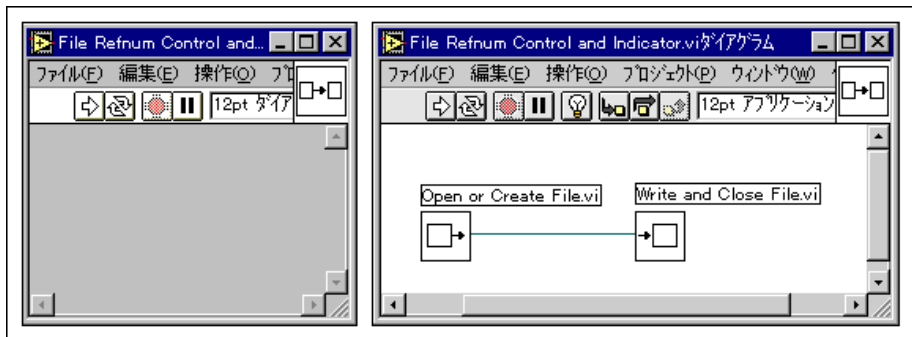 File Refnum Control and...
ファイル(F) 編集(E) 操作(O) プロ
12pt ダイア
File Refnum Control and Indicator.viダイアグラム
ファイル(F) 編集(E) 操作(O) プロジェクト(P) ウィンドウ(W)
12pt アプリケーション
Open or Create File.vi
Write and Close File.vi